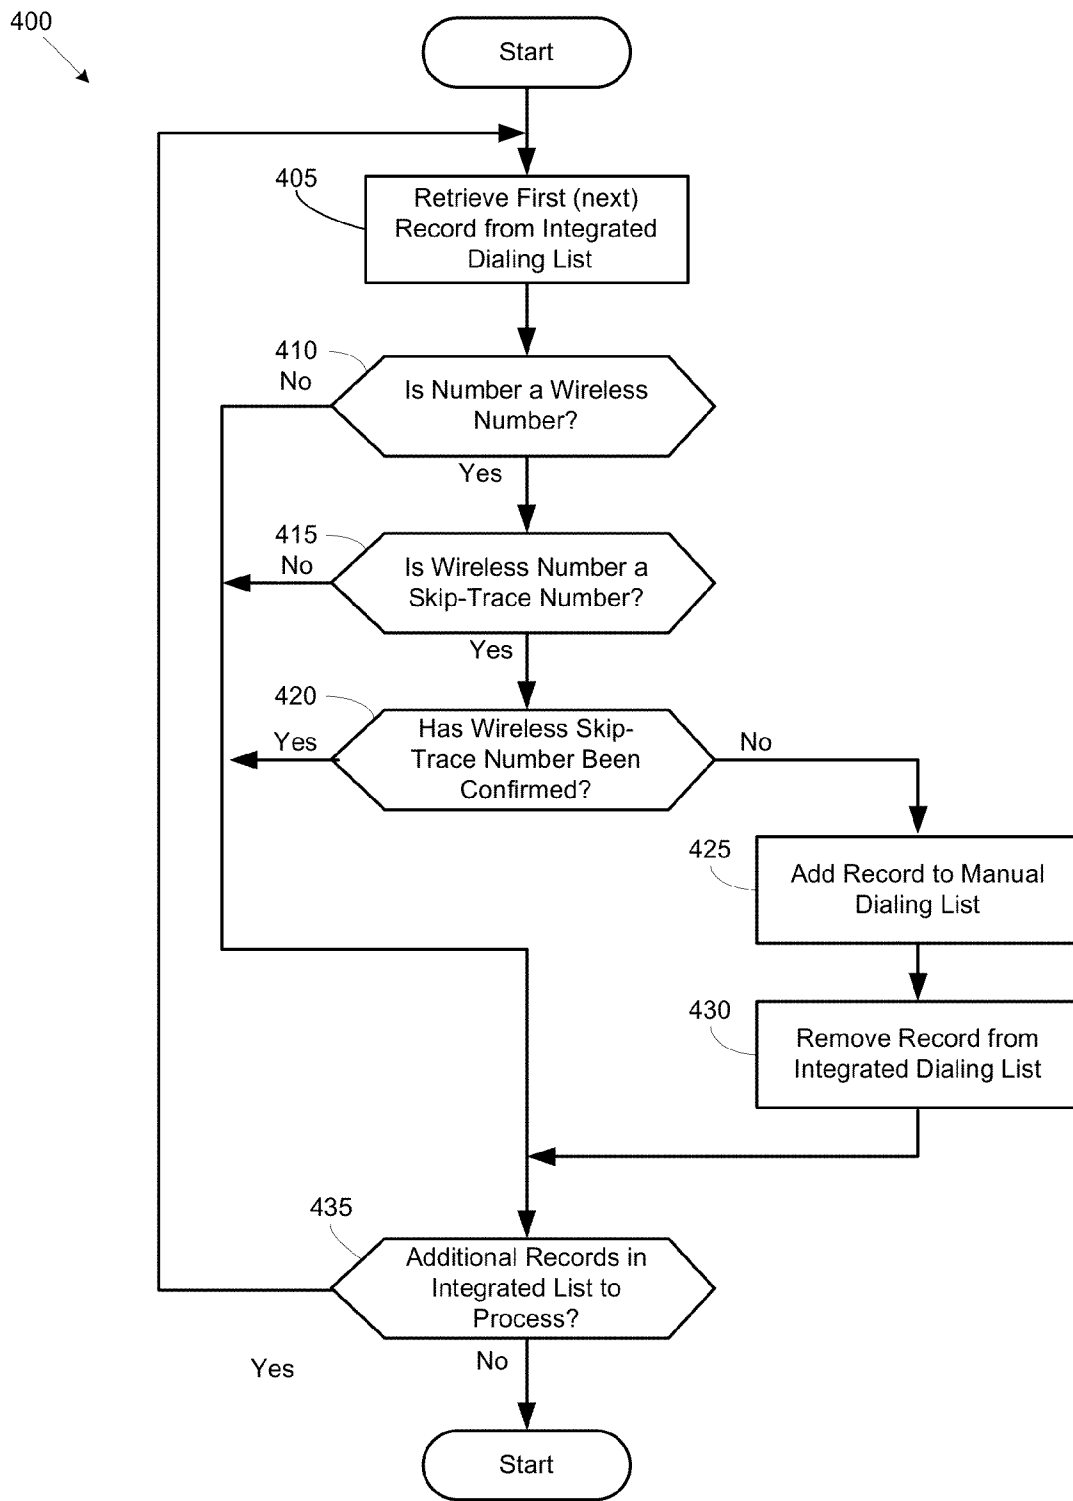 400
Start
405
Retrieve First (next)
Record from Integrated
Dialing List
410
No
Is Number a Wireless
Number?
Yes
415
No
Is Wireless Number a
Skip-Trace Number?
Yes
420
Yes
Has Wireless Skip-
Trace Number Been
Confirmed?
No
425
Add Record to Manual
Dialing List
430
Remove Record from
Integrated Dialing List
435
Additional Records in
Integrated List to
Process?
Yes
No
Start